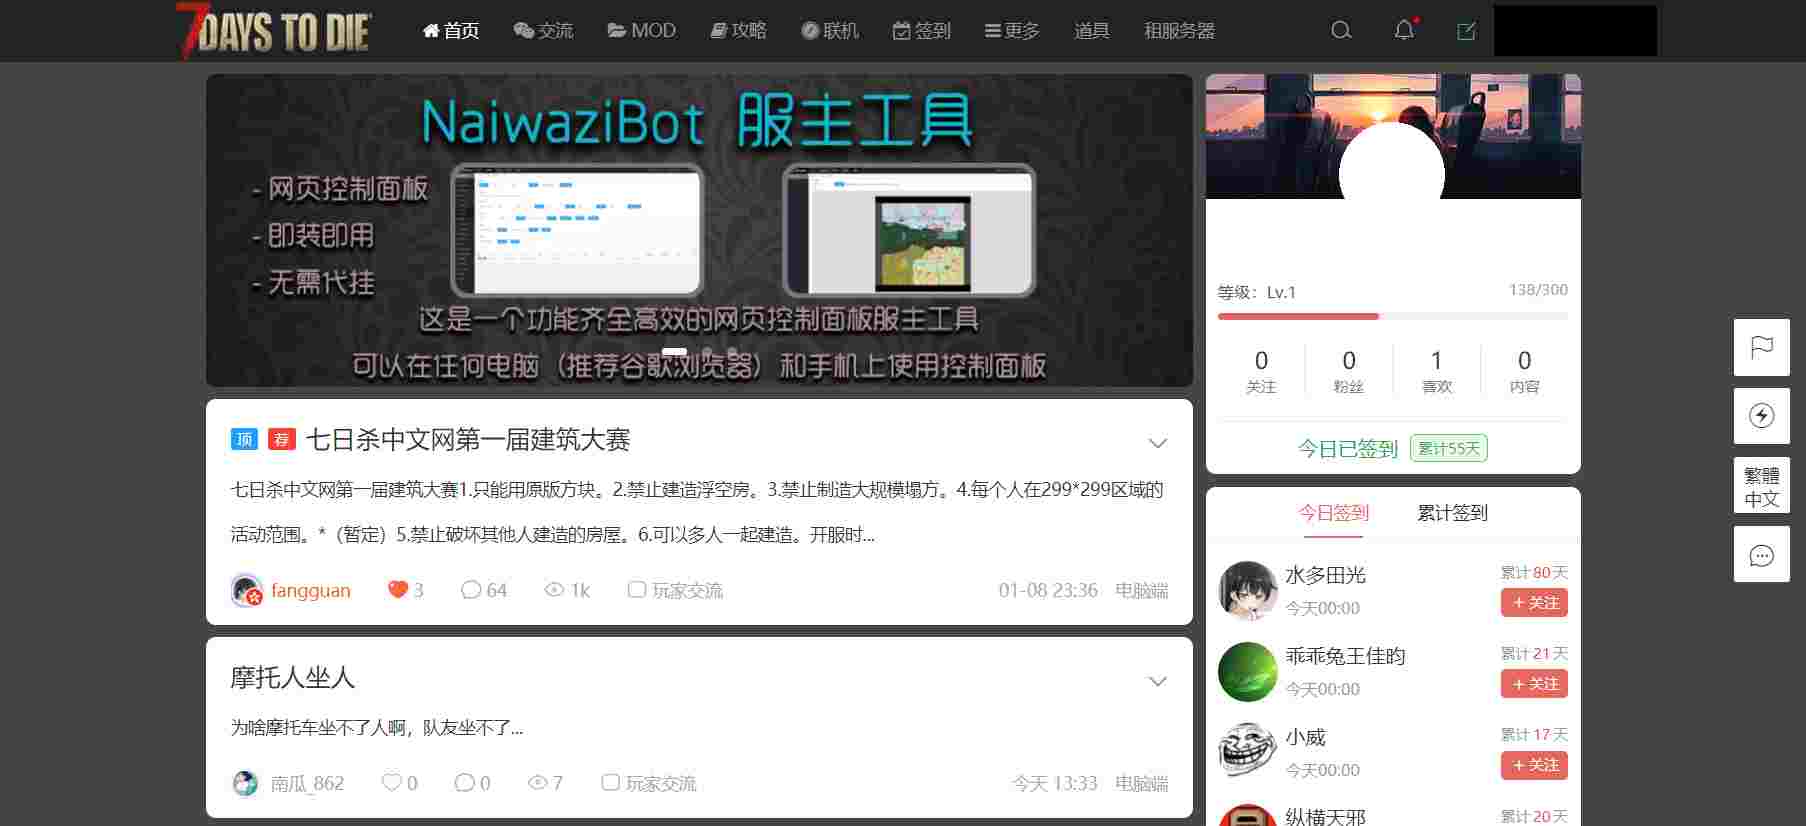 7DAYS TO DIE 首页 交流 MOD 攻略 联机 签到 更多 道具 租服务器
NaiwaziBot 服主工具
- 网页控制面板
- 即装即用
- 无需代挂
这是一个功能齐全高效的网页控制面板服主工具
可以在任何电脑（推荐谷歌浏览器）和手机上使用控制面板
顶 荐 七日杀中文网第一届建筑大赛
七日杀中文网第一届建筑大赛1.只能用原版方块。2.禁止建造浮空房。3.禁止制造大规模塌方。4.每个人在299*299区域的
活动范围。*（暂定）5.禁止破坏其他人建造的房屋。6.可以多人一起建造。开服时...
fangguan 3 64 1k 玩家交流 01-08 23:36 电脑端
摩托人坐人
为啥摩托车坐不了人啊，队友坐不了...
南瓜_862 0 0 7 玩家交流 今天 13:33 电脑端
等级：Lv.1 138/300
0 0 1 0
关注 粉丝 喜欢 内容
今日已签到 累计55天
今日签到 累计签到
水多田光 累计80天
今天00:00 +关注
乖乖兔王佳昀 累计21天
今天00:00 +关注
小威 累计17天
今天00:00 +关注
纵横天邪 累计20天
繁體
中文